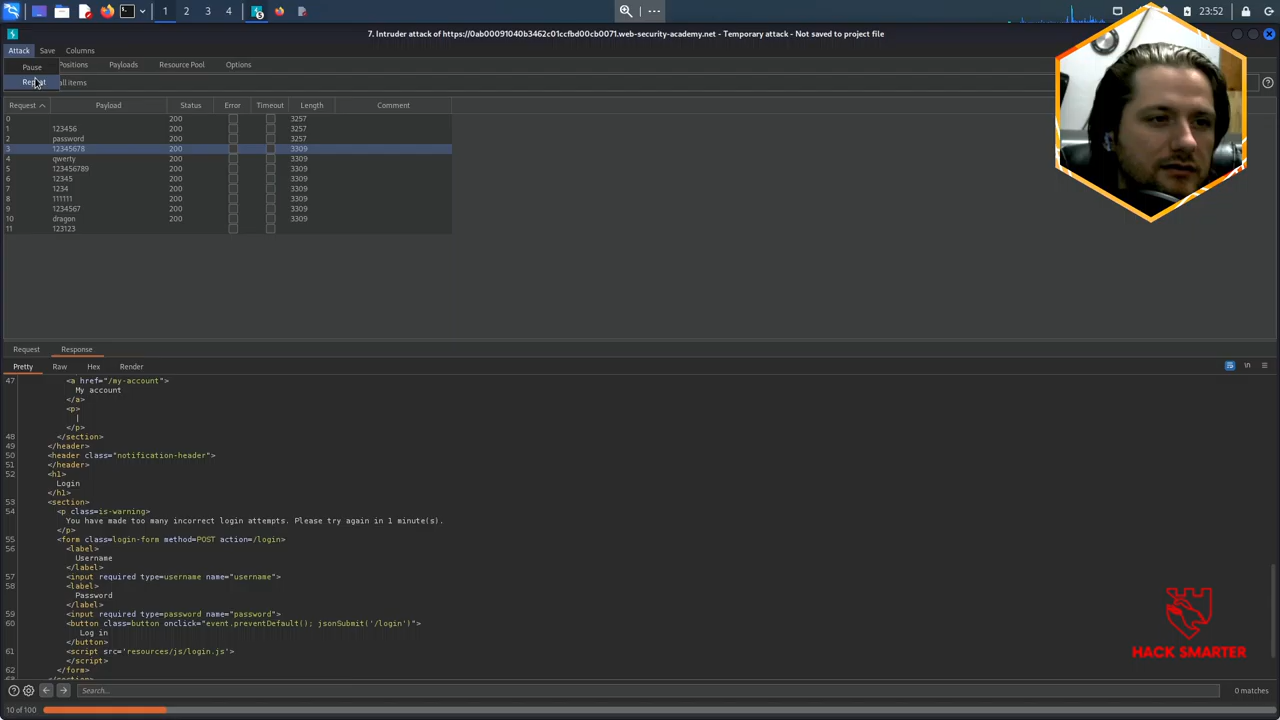 1 2 3 4 5 23:52
7. Intruder attack of https://0ab00091040b3462c01ccfbd00cb0071.web-security-academy.net - Temporary attack - Not saved to project file
Attack Save Columns
Pause Positions Payloads Resource Pool Options
all items
Request Payload Status Error Timeout Length Comment
0 200 3257
1 123456 200 3257
2 password 200 3257
3 12345678 200 3309
4 qwerty 200 3309
5 123456789 200 3309
6 12345 200 3309
7 1234 200 3309
8 111111 200 3309
9 1234567 200 3309
10 dragon 200 3309
11 123123
Request Response
Pretty Raw Hex Render \n
47 <a href="/my-account">
My account
</a>
<p>
|
</p>
48 </section>
49 </header>
50 <header class="notification-header">
51 </header>
52 <h1>
Login
</h1>
53 <section>
54 <p class=is-warning>
You have made too many incorrect login attempts. Please try again in 1 minute(s).
</p>
55 <form class=login-form method=POST action=/login>
56 <label>
Username
</label>
57 <input required type=username name="username">
58 <label>
Password
</label>
59 <input required type=password name="password">
60 <button class=button onclick="event.preventDefault(); jsonSubmit('/login')">
Log in
</button>
61 <script src='resources/js/login.js'>
</script>
62 </form>
HACK SMARTER
Search... 0 matches
10 of 100